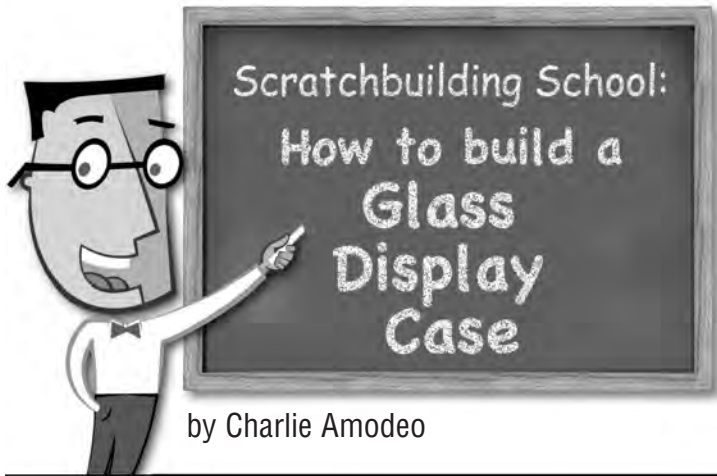 Scratchbuilding School:
How to build a
Glass
Display
Case
by Charlie Amodeo